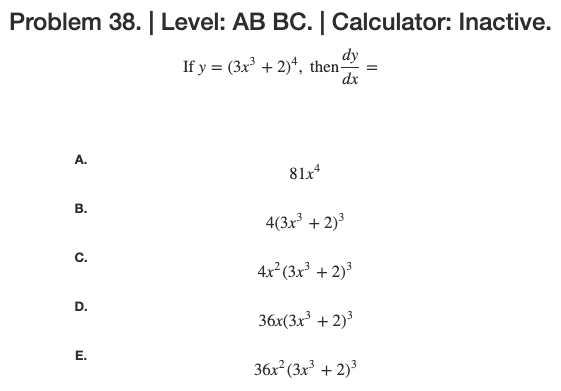 Problem 38. | Level: AB BC. | Calculator: Inactive.
If y = (3x³ + 2)⁴, then dy/dx =
A. 81x⁴
B. 4(3x³ + 2)³
C. 4x²(3x³ + 2)³
D. 36x(3x³ + 2)³
E. 36x²(3x³ + 2)³